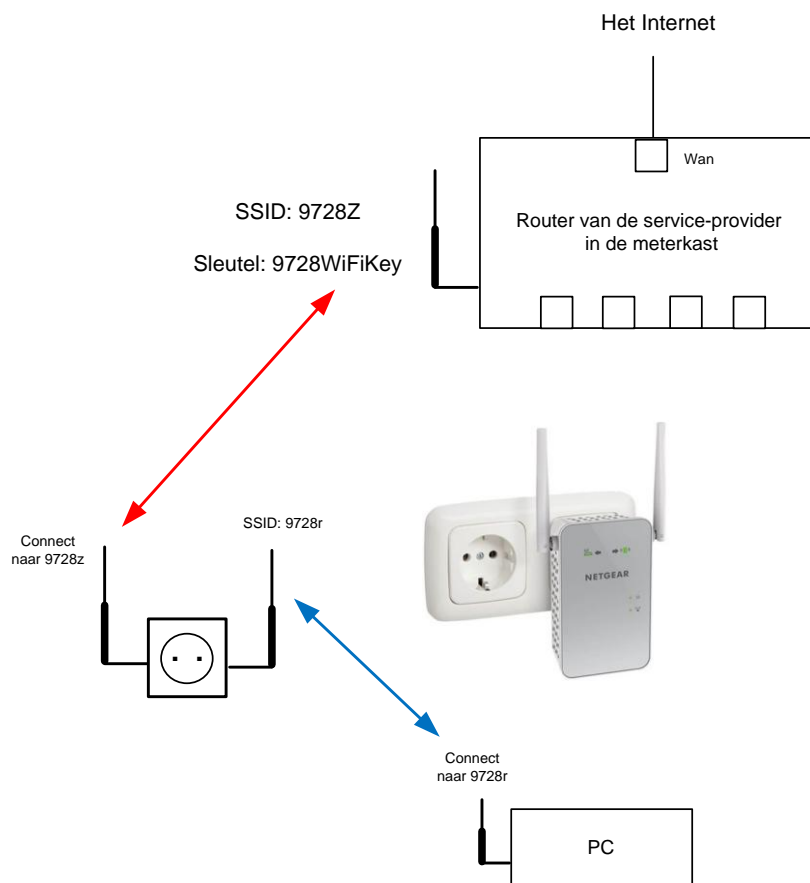 Het Internet
Wan
SSID: 9728Z
Router van de service-provider
in de meterkast
Sleutel: 9728WiFiKey
SSID: 9728r
Connect
naar 9728z
NETGEAR
Connect
naar 9728r
PC